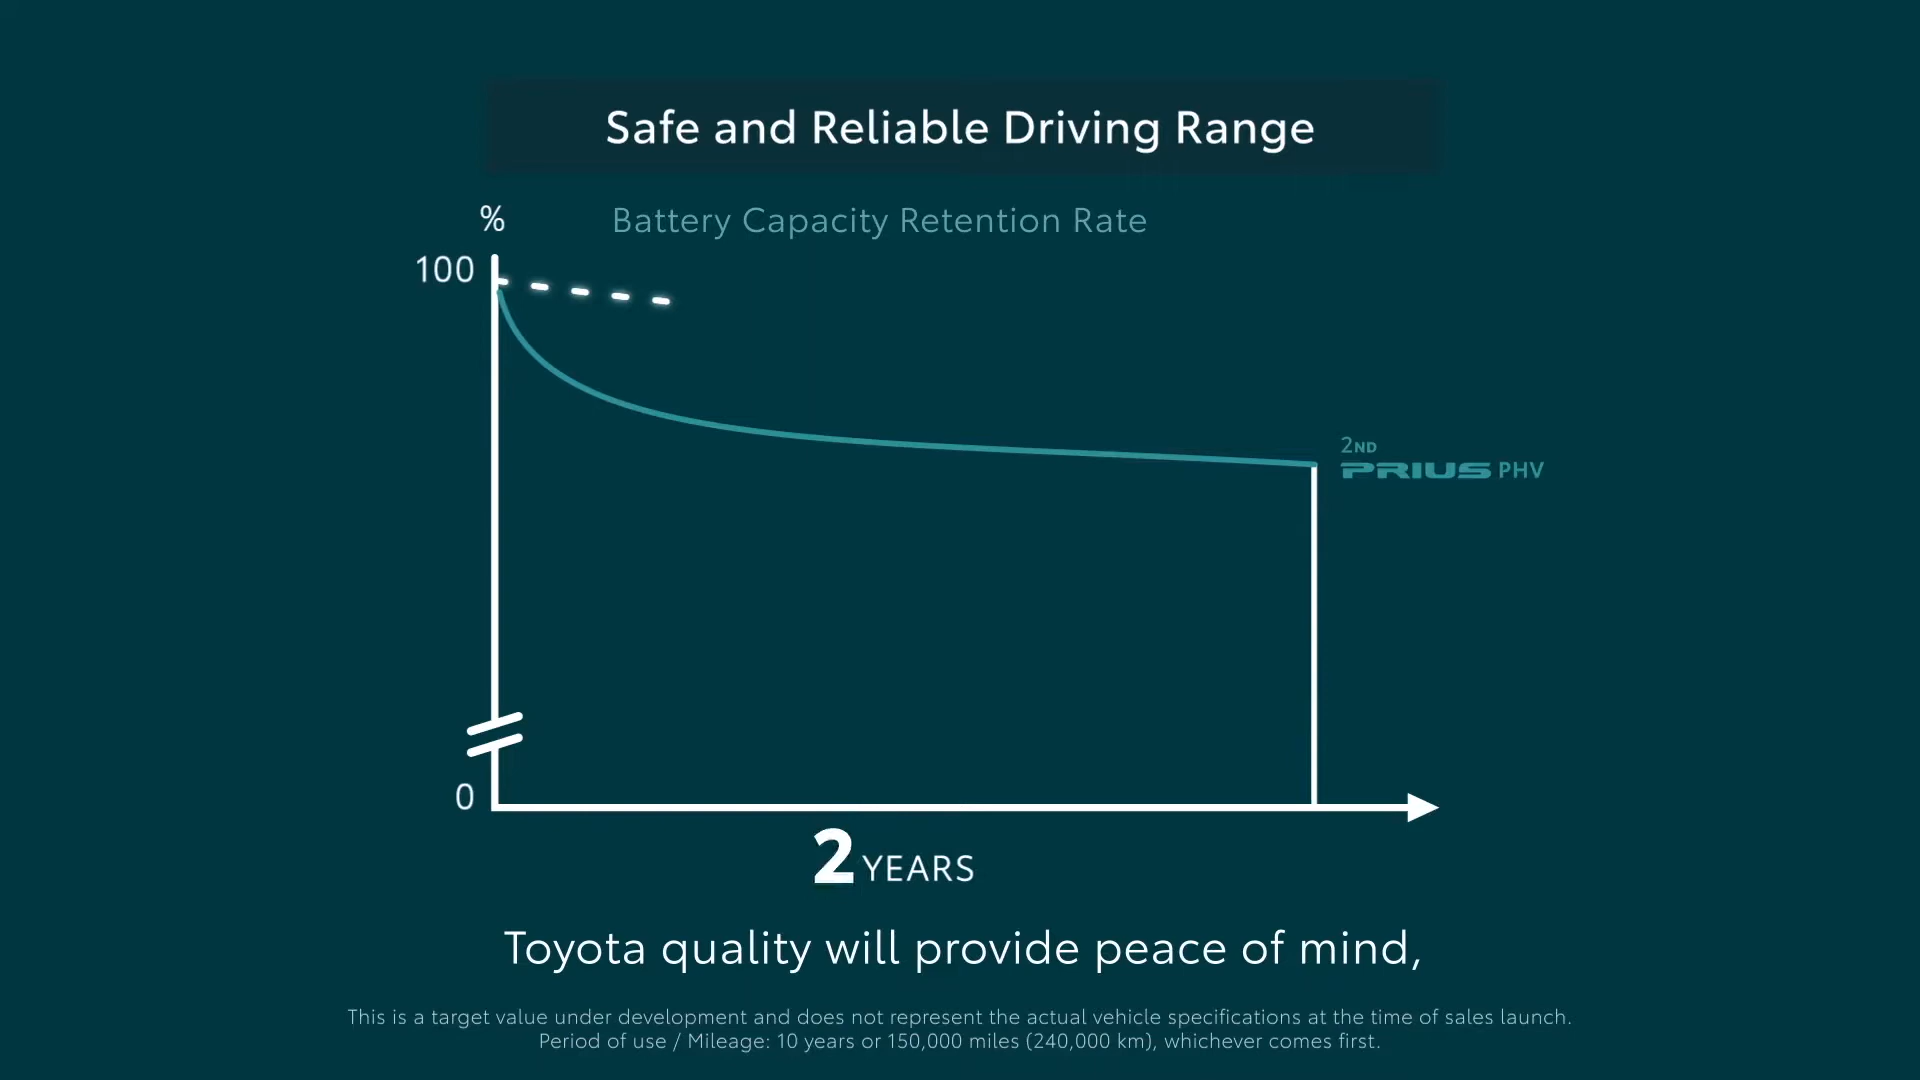 Safe and Reliable Driving Range
% Battery Capacity Retention Rate
100
2ND
PRIUS PHV
0
2 YEARS
Toyota quality will provide peace of mind,
This is a target value under development and does not represent the actual vehicle specifications at the time of sales launch.
Period of use / Mileage: 10 years or 150,000 miles (240,000 km), whichever comes first.